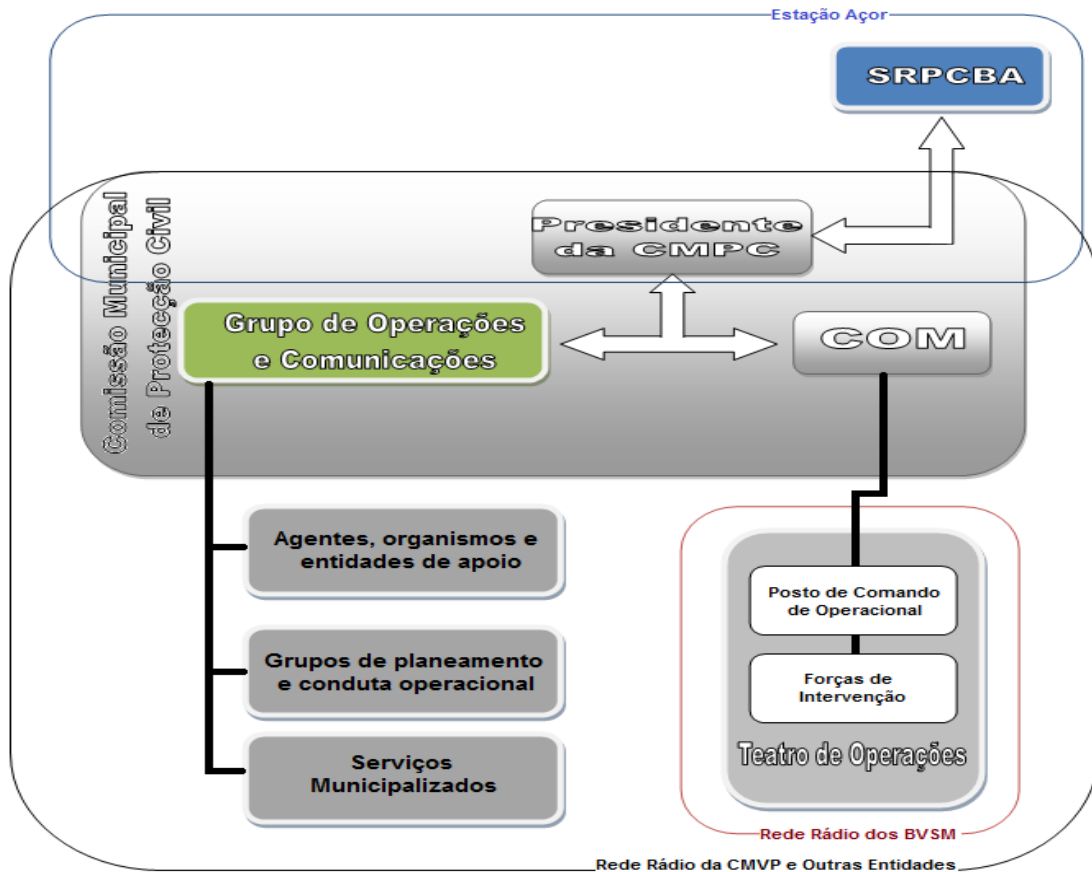 Estação Açor
SRPCBA
Comissão Municipal
de Protecção Civil
Presidente
da CMPC
Grupo de Operações
e Comunicações
COM
Agentes, organismos e
entidades de apoio
Grupos de planeamento
e conduta operacional
Serviços
Municipalizados
Posto de Comando
de Operacional
Forças de
Intervenção
Teatro de Operações
Rede Rádio dos BVSM
Rede Rádio da CMVP e Outras Entidades